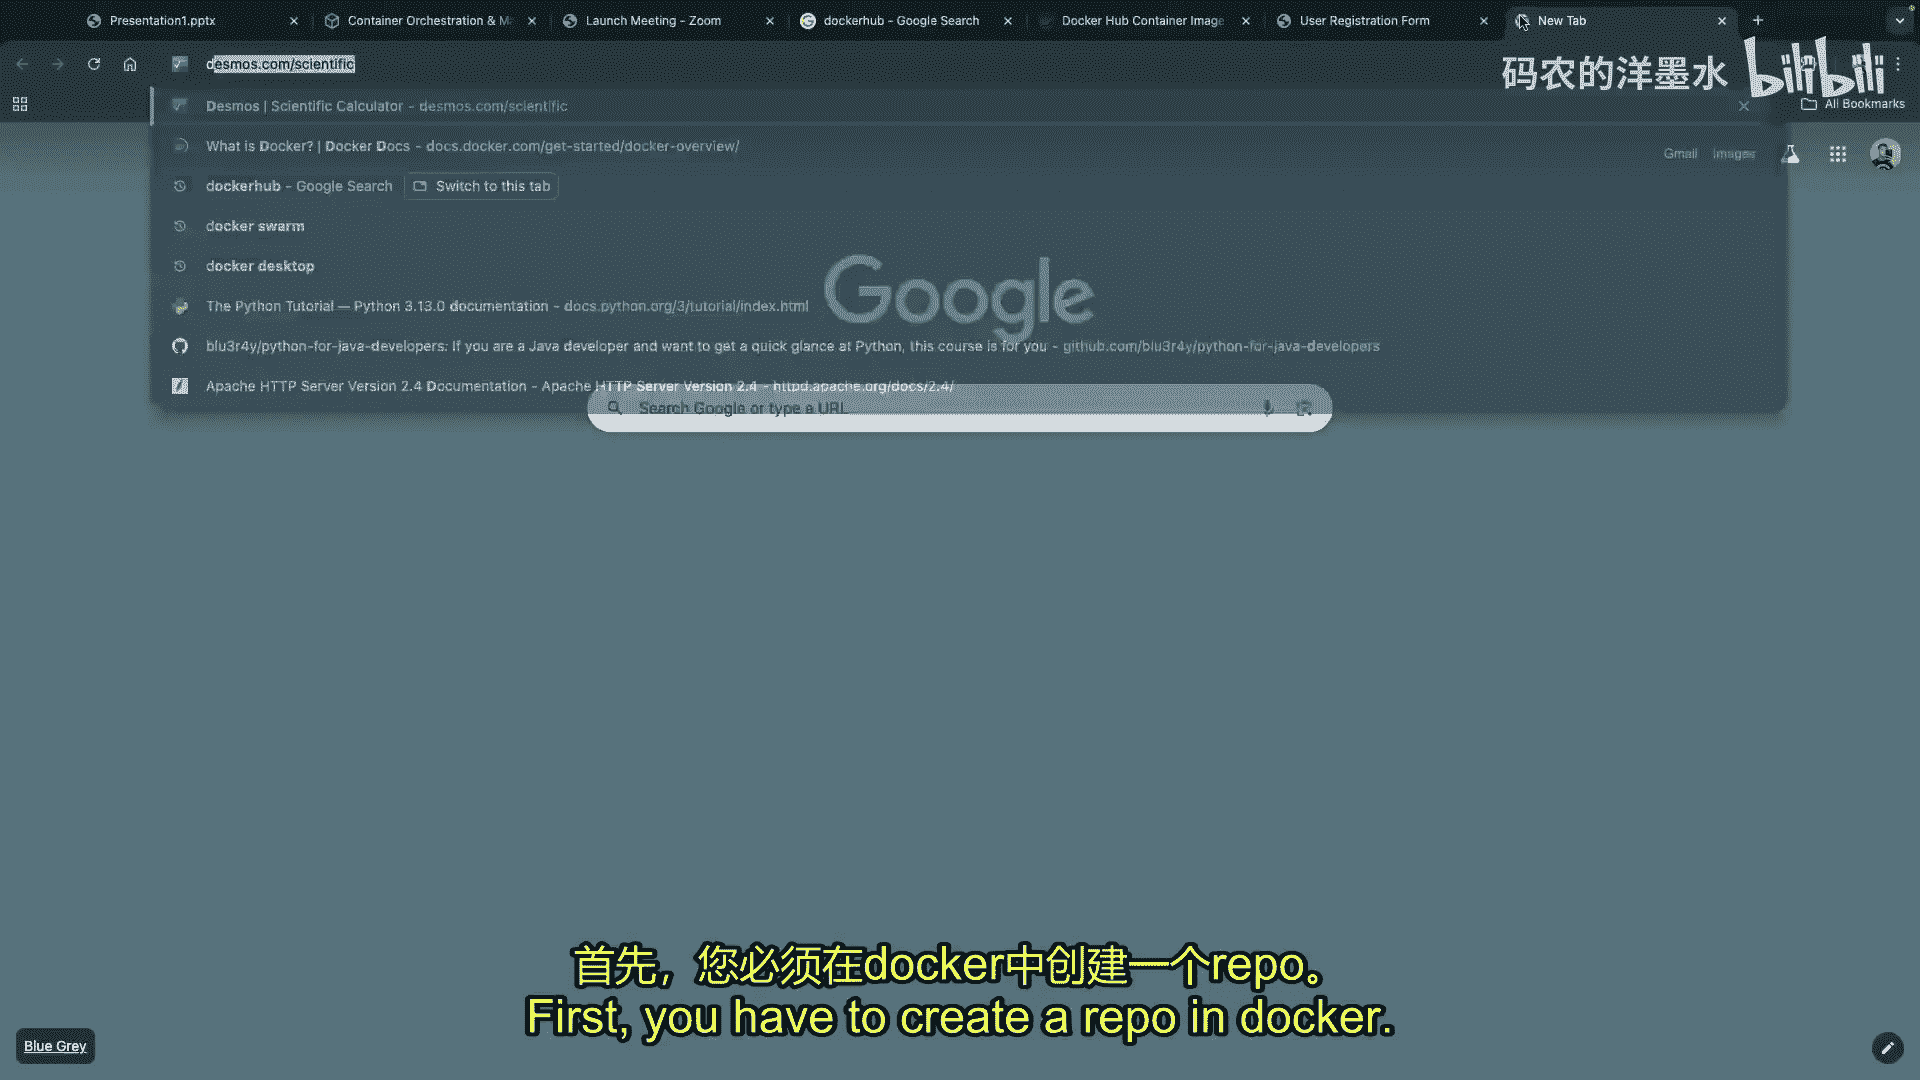 Presentation1.pptx
Container Orchestration & M
Launch Meeting - Zoom
dockerhub - Google Search
Docker Hub Container Image
User Registration Form
New Tab
desmos.com/scientific
码农的洋墨水
bilibili
All Bookmarks
Desmos | Scientific Calculator - desmos.com/scientific
What is Docker? | Docker Docs - docs.docker.com/get-started/docker-overview/
Gmail
Images
dockerhub - Google Search
Switch to this tab
docker swarm
docker desktop
Google
The Python Tutorial — Python 3.13.0 documentation - docs.python.org/3/tutorial/index.html
blu3r4y/python-for-java-developers: If you are a Java developer and want to get a quick glance at Python, this course is for you - github.com/blu3r4y/python-for-java-developers
Apache HTTP Server Version 2.4 Documentation - Apache HTTP Server Version 2.4 - httpd.apache.org/docs/2.4/
Search Google or type a URL
首先，您必须在docker中创建一个repo。
First, you have to create a repo in docker.
Blue Grey